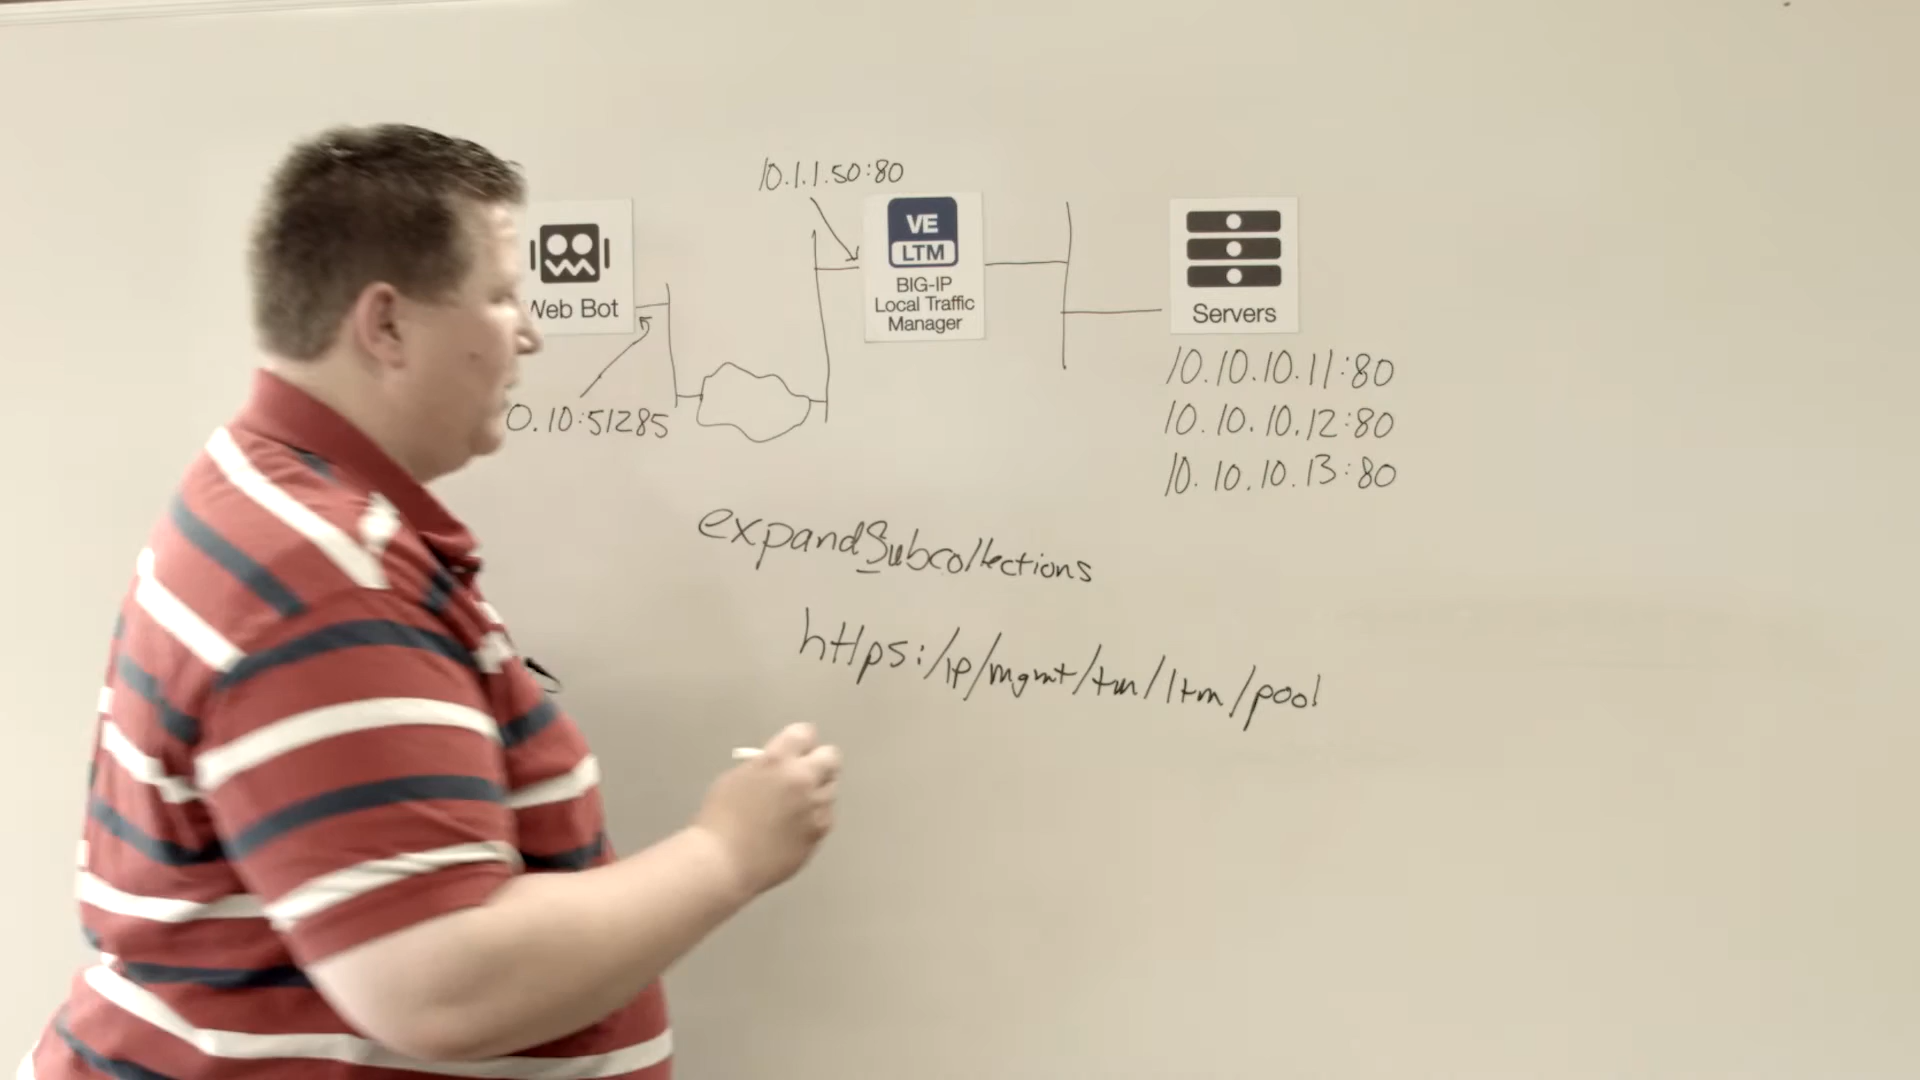 10.1.1.50:80
VE
LTM
BIG-IP
Local Traffic
Manager
Web Bot
Servers
0.10:51285
10.10.10.11:80
10.10.10.12:80
10.10.10.13:80
expandSubcollections
https:/ip/mgmt/tm/ltm/pool